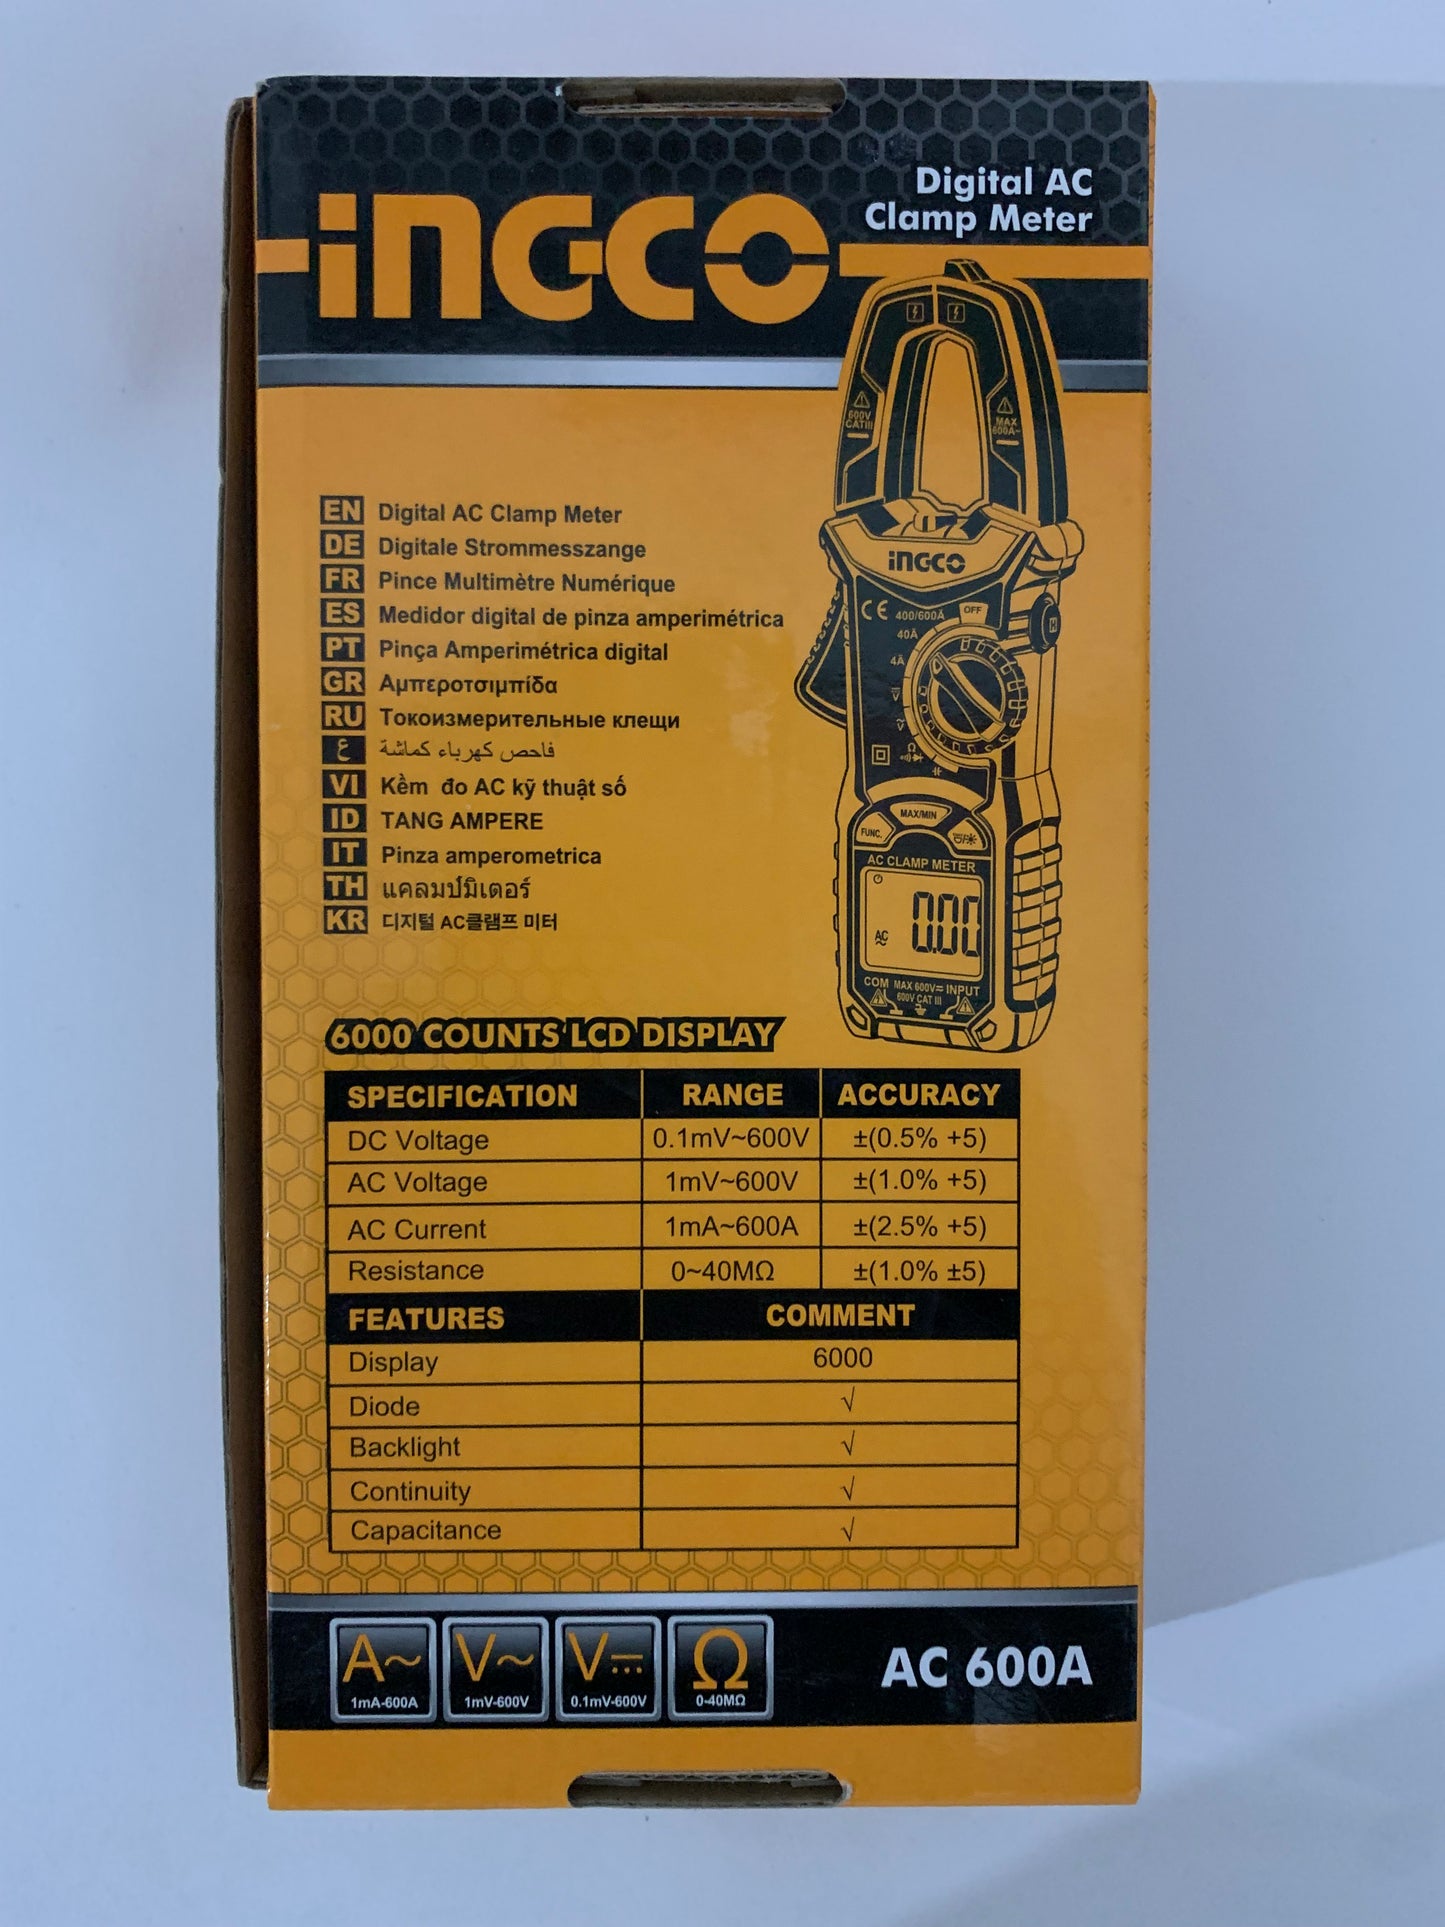 INGCO
Digital AC
Clamp Meter
600V
CATIII
MAX
600A~
EN Digital AC Clamp Meter
DE Digitale Strommesszange
FR Pince Multimètre Numérique
ES Medidor digital de pinza amperimétrica
PT Pinça Amperimétrica digital
GR Αμπεροτσιμπίδα
RU Токоизмерительные клещи
ع فاحص كهرباء كماشة
VI Kềm đo AC kỹ thuật số
ID TANG AMPERE
IT Pinza amperometrica
TH แคลมป์มิเตอร์
KR 디지털 AC클램프 미터
INGCO
CE 400/600Ã OFF
40Ã
4Ã
H
Ω
MAX/MIN
FUNC.
AC CLAMP METER
AC 0.00
COM MAX 600V≂ INPUT
600V CAT III
6000 COUNTS LCD DISPLAY
SPECIFICATION RANGE ACCURACY
DC Voltage 0.1mV~600V ±(0.5% +5)
AC Voltage 1mV~600V ±(1.0% +5)
AC Current 1mA~600A ±(2.5% +5)
Resistance 0~40MΩ ±(1.0% ±5)
FEATURES COMMENT
Display 6000
Diode √
Backlight √
Continuity √
Capacitance √
A~ V~ V⎓ Ω
1mA-600A 1mV-600V 0.1mV-600V 0-40MΩ
AC 600A